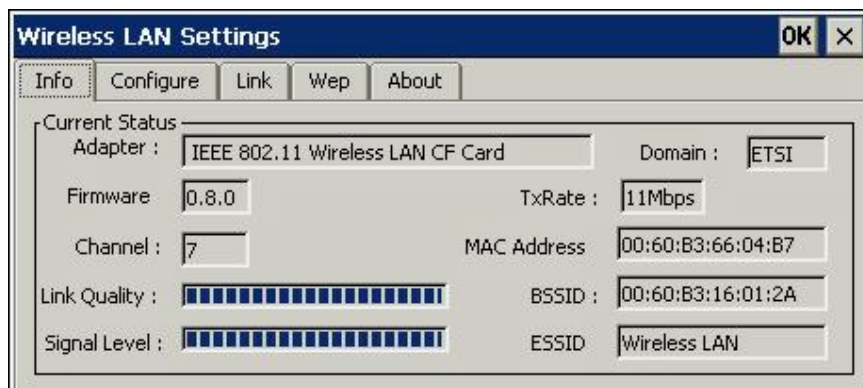 Wireless LAN Settings OK ×
Info Configure Link Wep About
Current Status
Adapter : IEEE 802.11 Wireless LAN CF Card Domain : ETSI
Firmware 0.8.0 TxRate : 11Mbps
Channel : 7 MAC Address 00:60:B3:66:04:B7
Link Quality : BSSID : 00:60:B3:16:01:2A
Signal Level : ESSID Wireless LAN